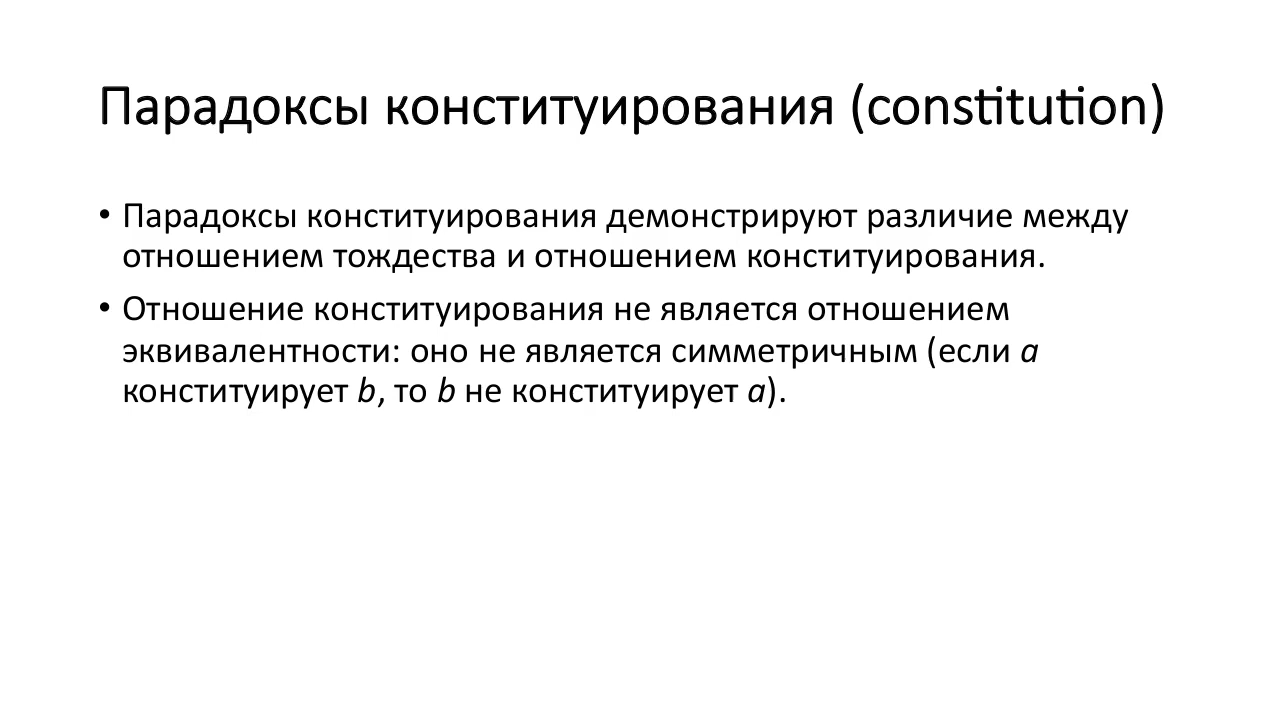 Парадоксы конституирования (constitution)
• Парадоксы конституирования демонстрируют различие между
отношением тождества и отношением конституирования.
• Отношение конституирования не является отношением
эквивалентности: оно не является симметричным (если a
конституирует b, то b не конституирует a).